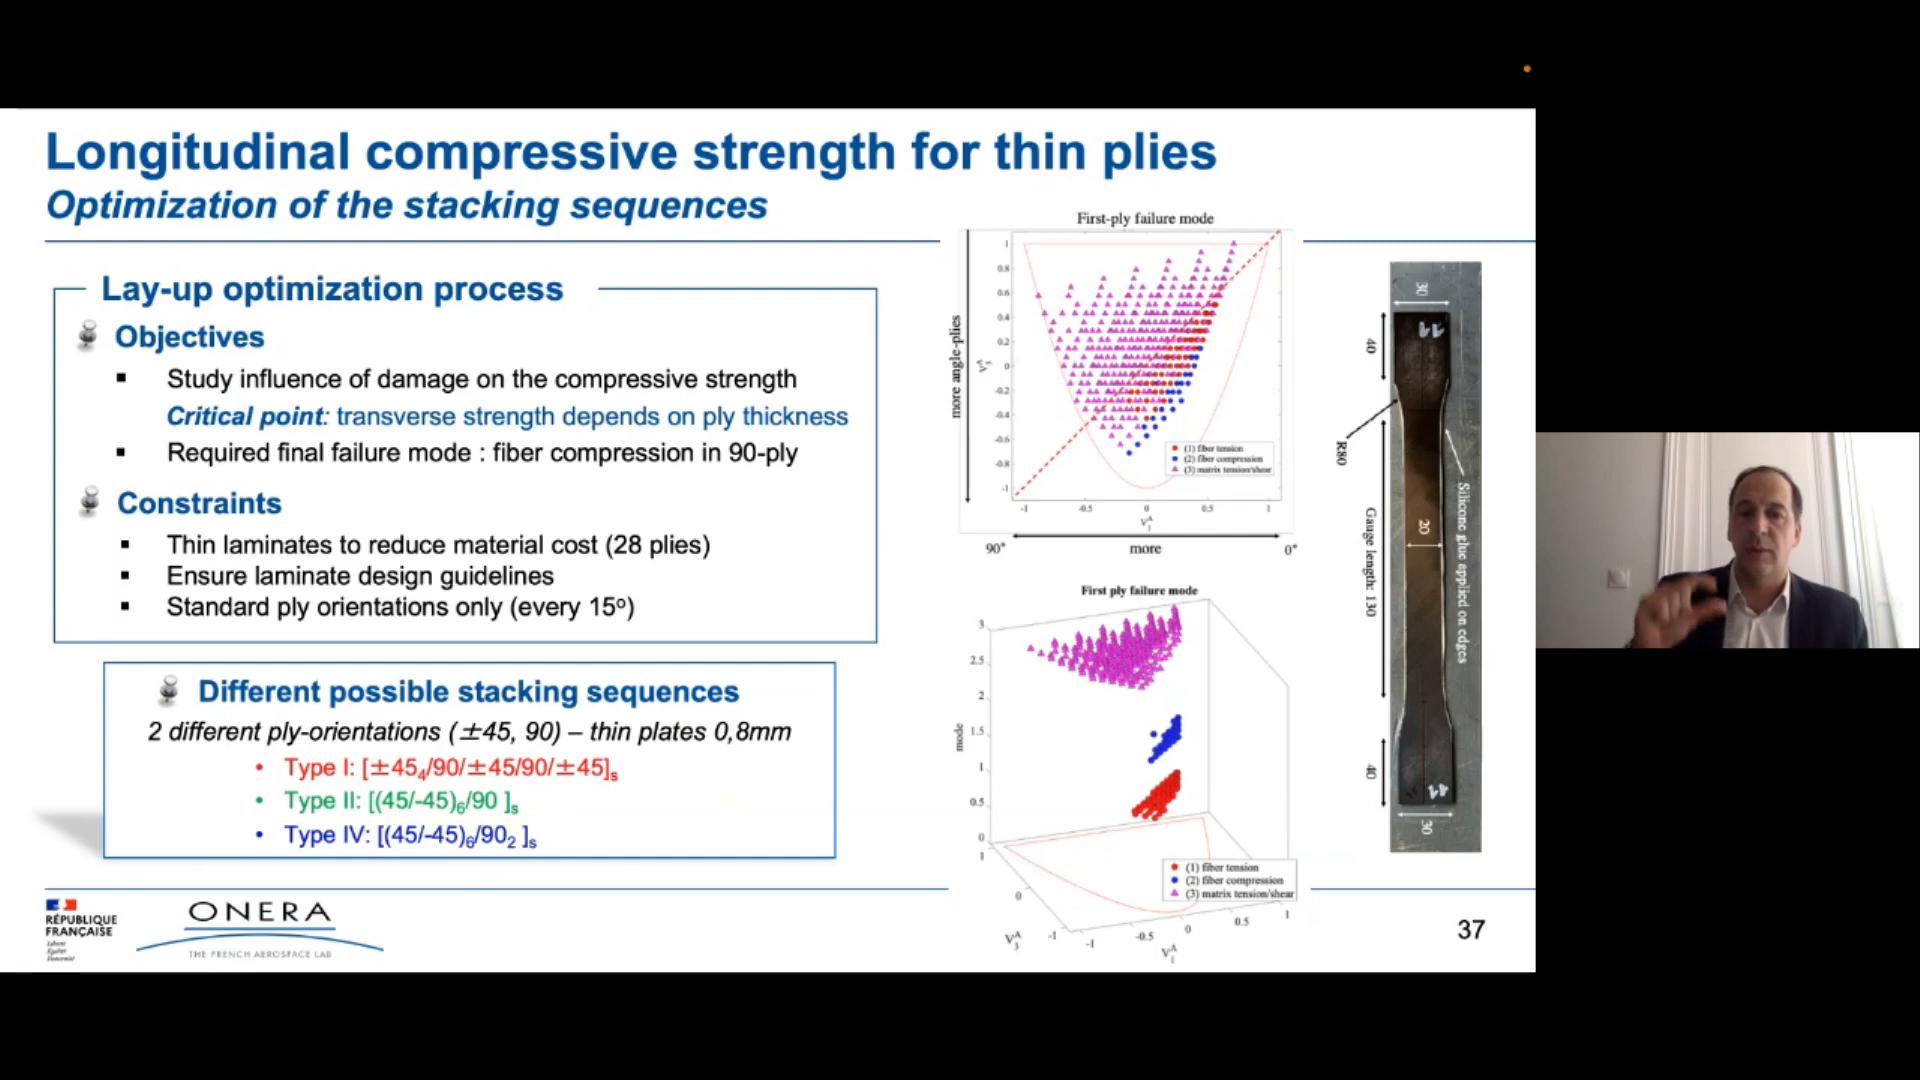 Longitudinal compressive strength for thin plies
Optimization of the stacking sequences
Lay-up optimization process
Objectives
▪ Study influence of damage on the compressive strength
Critical point: transverse strength depends on ply thickness
▪ Required final failure mode : fiber compression in 90-ply
Constraints
▪ Thin laminates to reduce material cost (28 plies)
▪ Ensure laminate design guidelines
▪ Standard ply orientations only (every 15º)
Different possible stacking sequences
2 different ply-orientations (±45, 90) – thin plates 0,8mm
• Type I: [±45₄/90/±45/90/±45]ₛ
• Type II: [(45/-45)₆/90 ]ₛ
• Type IV: [(45/-45)₆/90₂ ]ₛ
First-ply failure mode
more angle-plies
V₃ᴬ
1
0.8
0.6
0.4
0.2
0
-0.2
-0.4
-0.6
-0.8
-1
(1) fiber tension
(2) fiber compression
(3) matrix tension/shear
-1 -0.5 0 0.5 1
V₁ᴬ
90° more 0°
First ply failure mode
mode
3
2.5
2
1.5
1
0.5
0
1
0
-1
V₃ᴬ
(1) fiber tension
(2) fiber compression
(3) matrix tension/shear
-1 -0.5 0 0.5 1
V₁ᴬ
30
40
R80
Gauge length: 130
20
Silicone glue applied on edges
40
30
RÉPUBLIQUE
FRANÇAISE
Liberté
Égalité
Fraternité
ONERA
THE FRENCH AEROSPACE LAB
37